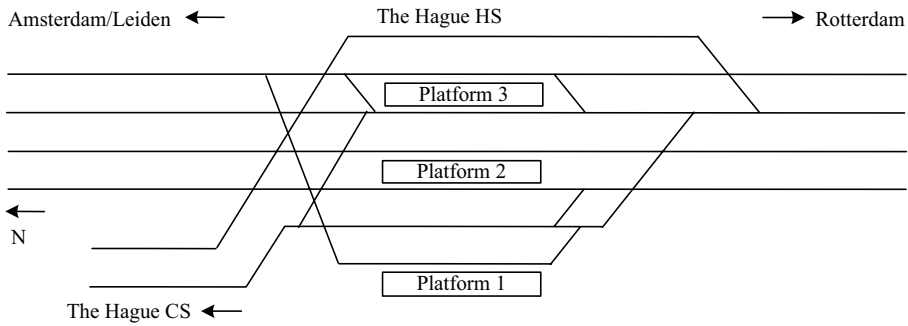 Amsterdam/Leiden
The Hague HS
Rotterdam
Platform 3
Platform 2
N
Platform 1
The Hague CS